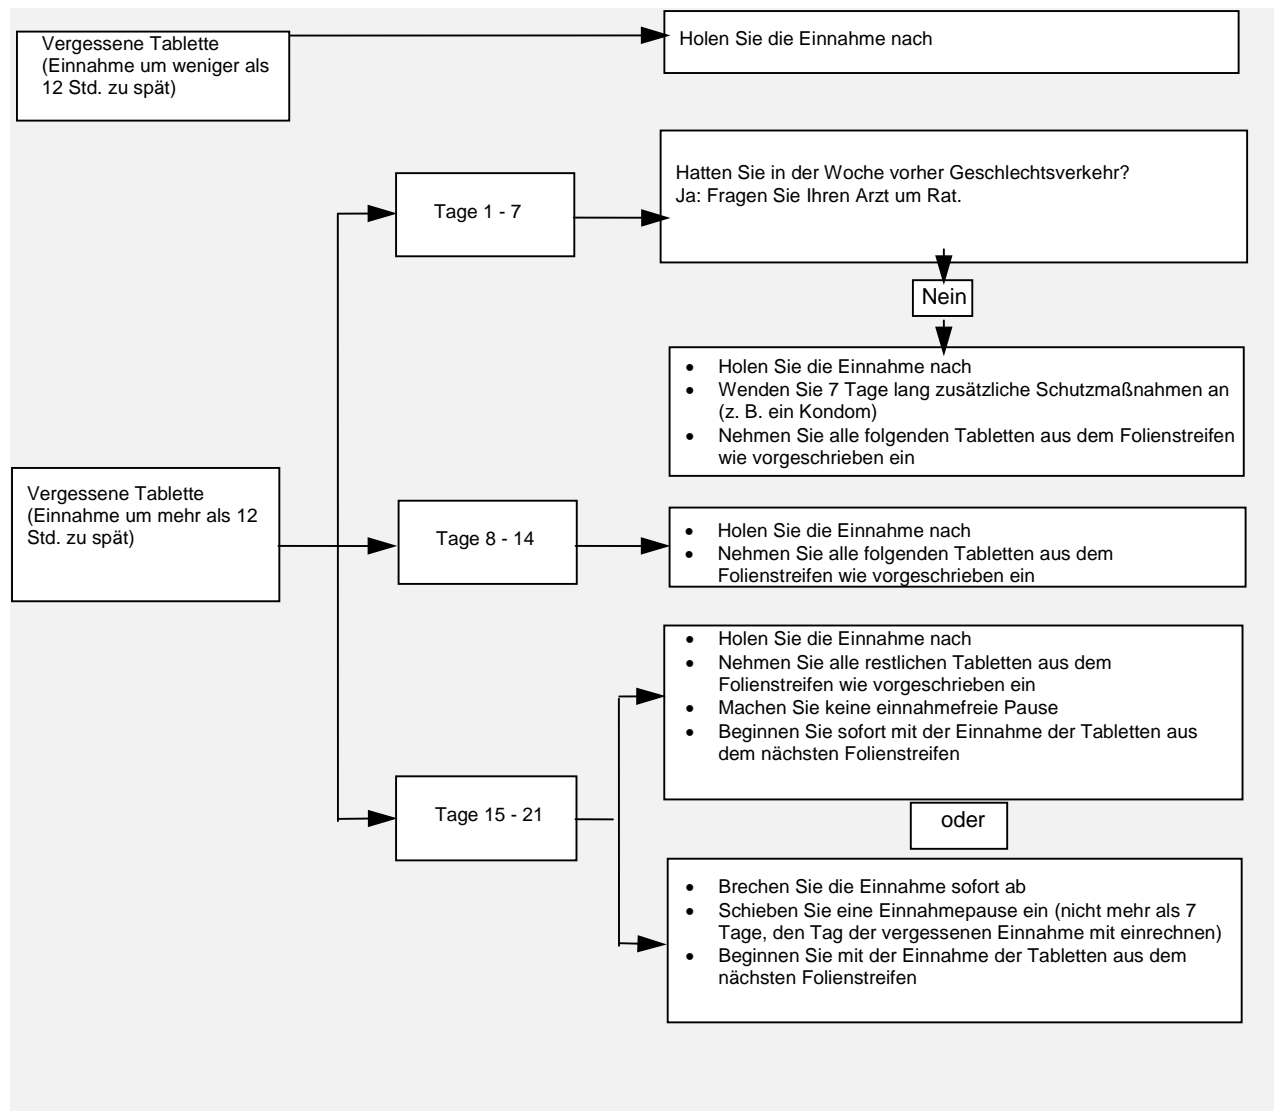 Vergessene Tablette
(Einnahme um weniger als
12 Std. zu spät)
Holen Sie die Einnahme nach
Hatten Sie in der Woche vorher Geschlechtsverkehr?
Ja: Fragen Sie Ihren Arzt um Rat.
Tage 1 - 7
Nein
• Holen Sie die Einnahme nach
• Wenden Sie 7 Tage lang zusätzliche Schutzmaßnahmen an
(z. B. ein Kondom)
• Nehmen Sie alle folgenden Tabletten aus dem Folienstreifen
wie vorgeschrieben ein
Vergessene Tablette
(Einnahme um mehr als 12
Std. zu spät)
Tage 8 - 14
• Holen Sie die Einnahme nach
• Nehmen Sie alle folgenden Tabletten aus dem
Folienstreifen wie vorgeschrieben ein
• Holen Sie die Einnahme nach
• Nehmen Sie alle restlichen Tabletten aus dem
Folienstreifen wie vorgeschrieben ein
• Machen Sie keine einnahmefreie Pause
• Beginnen Sie sofort mit der Einnahme der Tabletten aus
dem nächsten Folienstreifen
Tage 15 - 21
oder
• Brechen Sie die Einnahme sofort ab
• Schieben Sie eine Einnahmepause ein (nicht mehr als 7
Tage, den Tag der vergessenen Einnahme mit einrechnen)
• Beginnen Sie mit der Einnahme der Tabletten aus dem
nächsten Folienstreifen